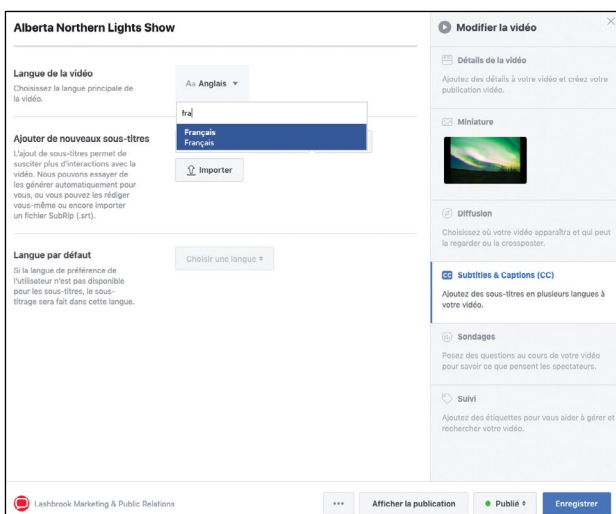 Alberta Northern Lights Show
Langue de la vidéo
Choisissez la langue principale de
la vidéo.
Aa Anglais
fra
Français
Français
Ajouter de nouveaux sous-titres
L'ajout de sous-titres permet de
susciter plus d'interactions avec la
vidéo. Nous pouvons essayer de
les générer automatiquement pour
vous, ou vous pouvez les rédiger
vous-même ou encore importer
un fichier SubRip (.srt).
Importer
Langue par défaut
Si la langue de préférence de
l'utilisateur n'est pas disponible
pour les sous-titres, le sous-
titrage sera fait dans cette langue.
Choisir une langue
Lashbrook Marketing & Public Relations
Modifier la vidéo
Détails de la vidéo
Ajoutez des détails à votre vidéo et créez votre
publication vidéo.
Miniature
Diffusion
Choisissez où votre vidéo apparaîtra et qui peut
la regarder ou la crossposter.
CC Subtitles & Captions (CC)
Ajoutez des sous-titres en plusieurs langues à
votre vidéo.
Sondages
Posez des questions au cours de votre vidéo
pour savoir ce que pensent les spectateurs.
Suivi
Ajoutez des étiquettes pour vous aider à gérer et
rechercher votre vidéo.
••• Afficher la publication Publié Enregistrer